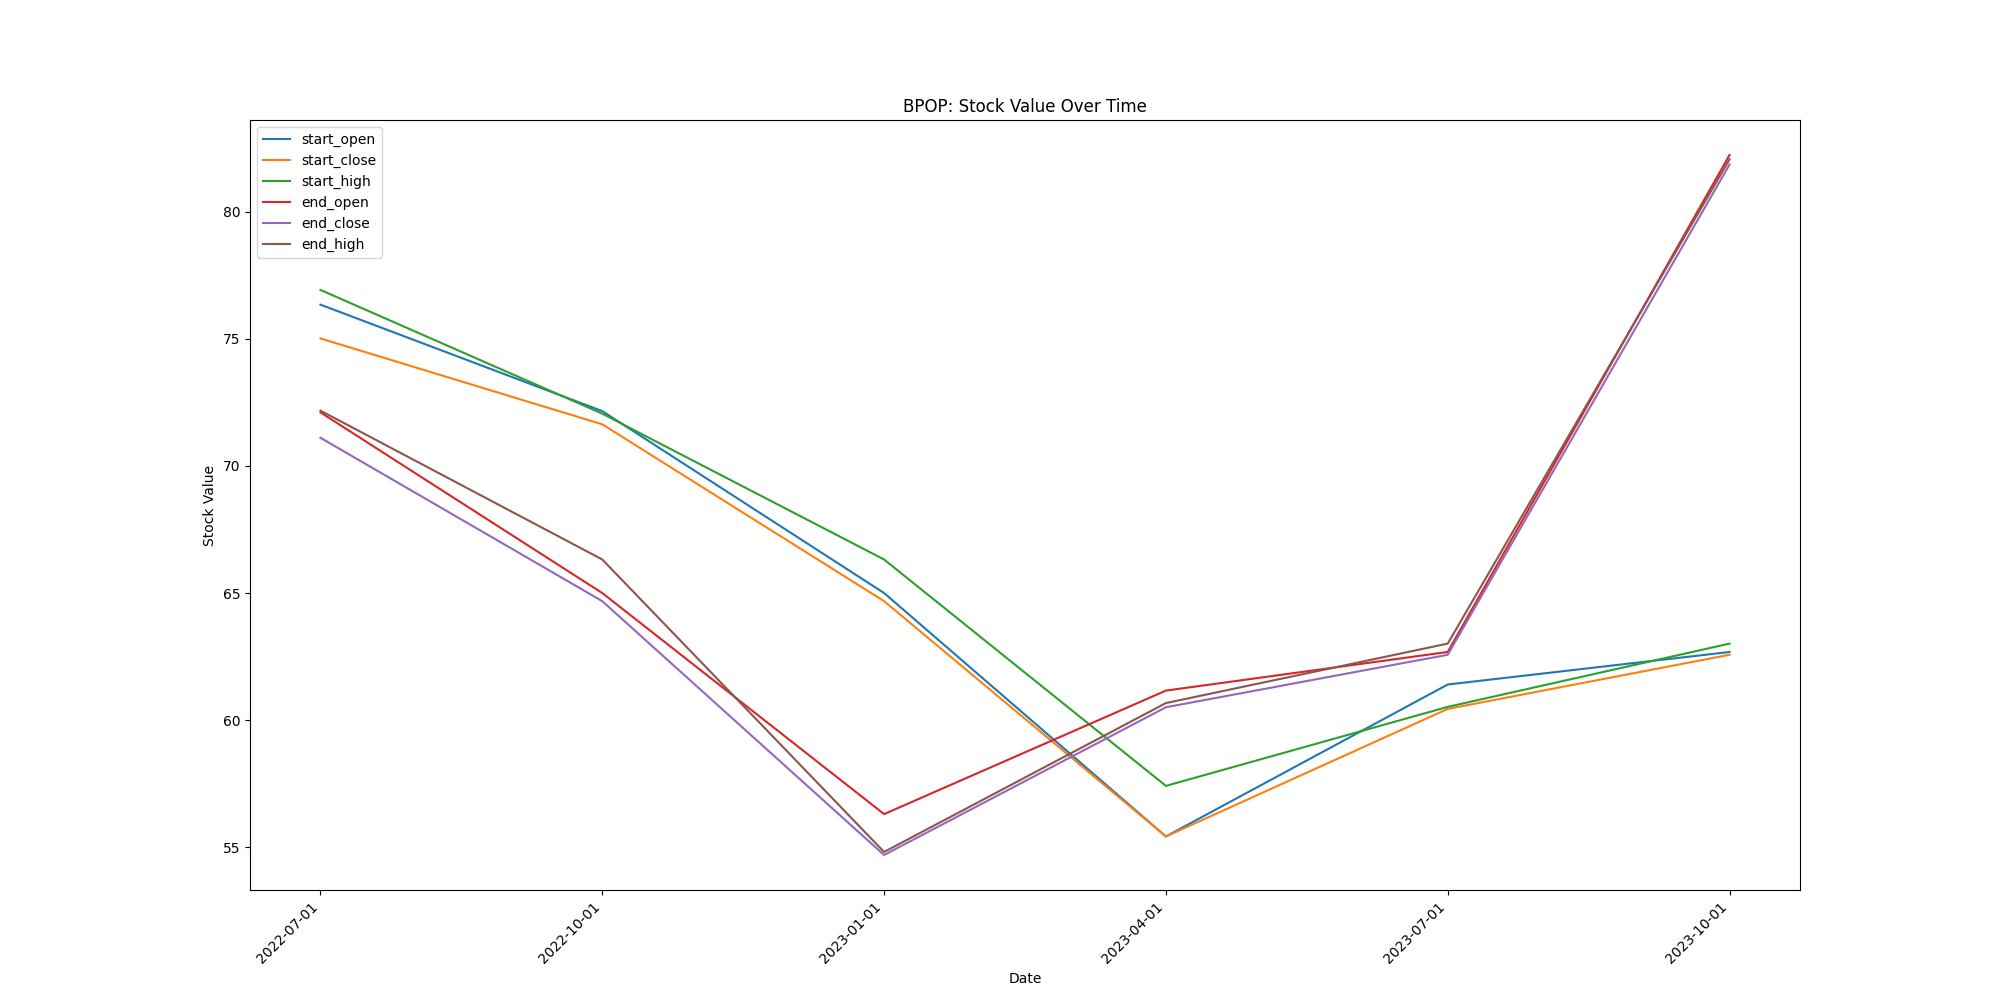 BPOP: Stock Value Over Time
start_open
start_close
start_high
end_open
end_close
end_high
Stock Value
80
75
70
65
60
55
2022-07-01
2022-10-01
2023-01-01
2023-04-01
2023-07-01
2023-10-01
Date